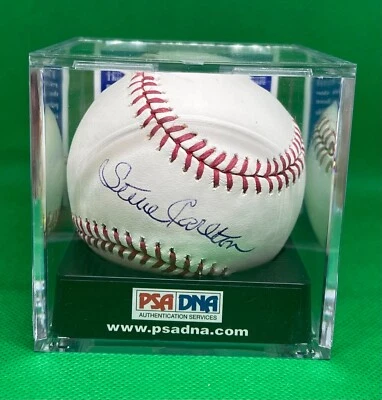 Steve Carlton
PSA DNA
AUTHENTICATION SERVICES
www.psadna.com